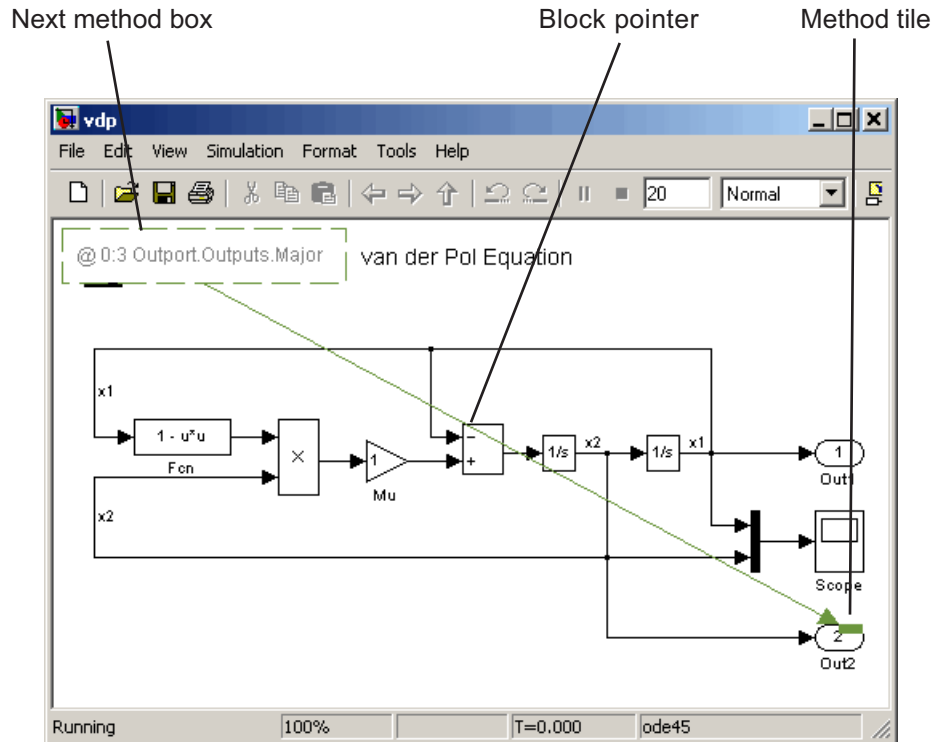 Next method box Block pointer Method tile
vdp
File Edit View Simulation Format Tools Help
20 Normal
@ 0:3 Outport.Outputs.Major van der Pol Equation
x1
1 - u*u
Fcn
×
1
Mu
−
+
1/s
x2
1/s
x1
1
Out1
x2
Scope
2
Out2
Running 100% T=0.000 ode45